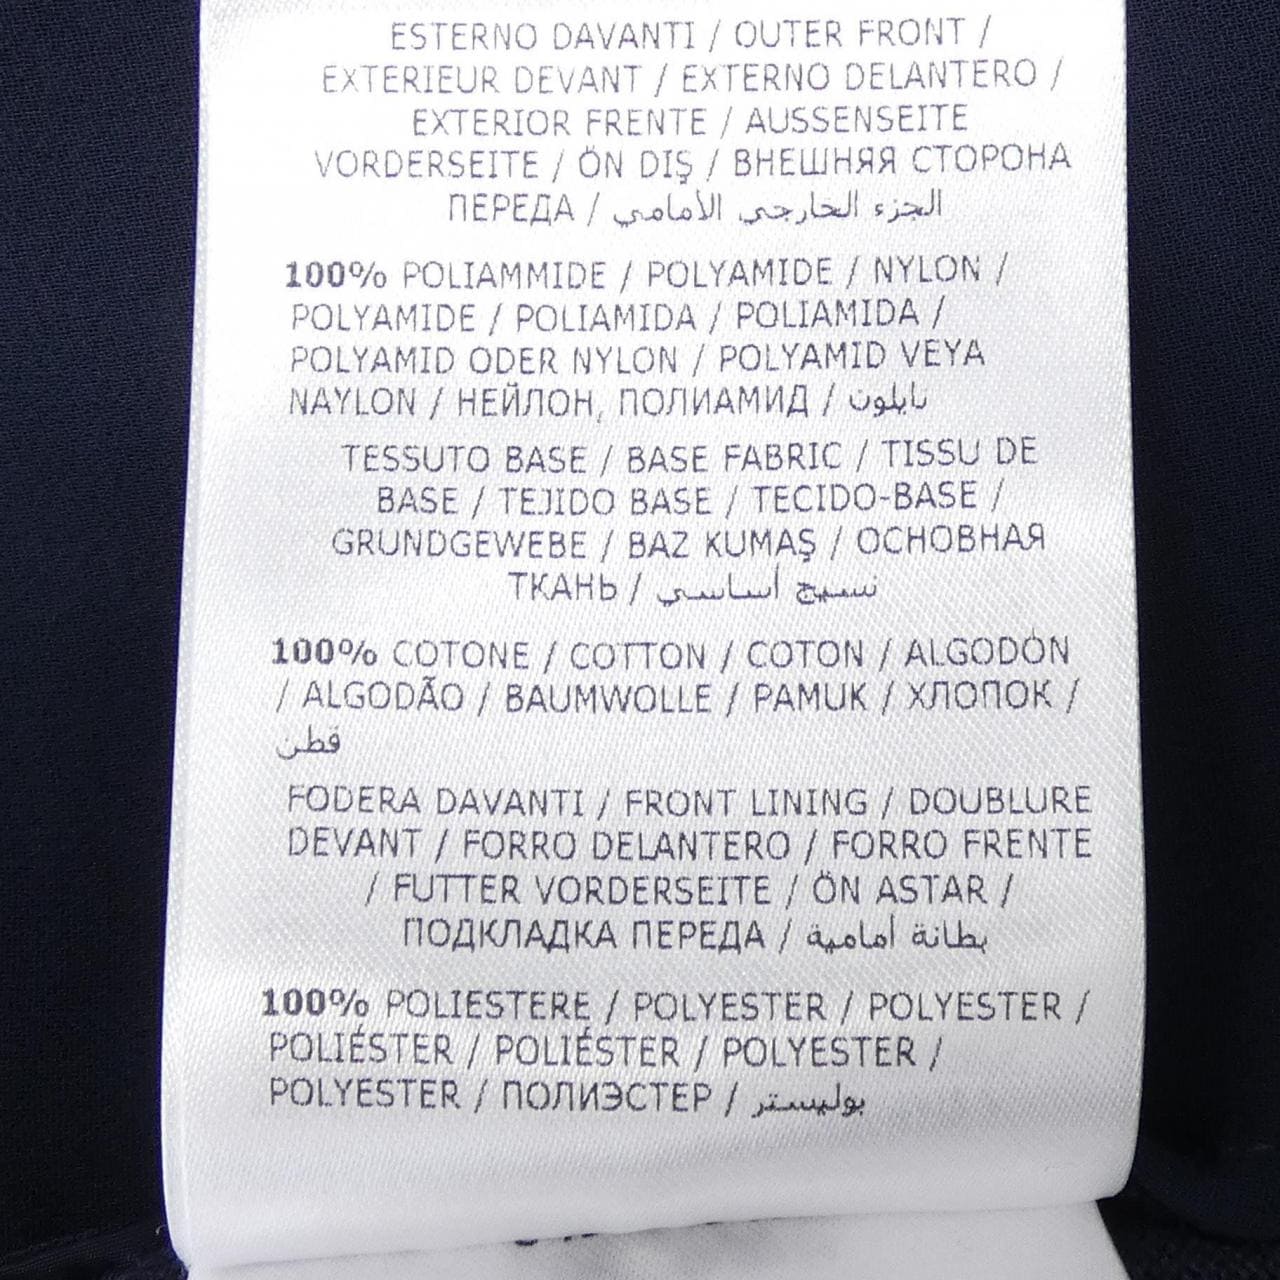 ESTERNO DAVANTI / OUTER FRONT /
EXTERIEUR DEVANT / EXTERNO DELANTERO /
EXTERIOR FRENTE / AUSSENSEITE
VORDERSEITE / ÖN DIŞ / ВНЕШНЯЯ СТОРОНА
ПЕРЕДА / الجزء الخارجي الأمامي
100% POLIAMMIDE / POLYAMIDE / NYLON /
POLYAMIDE / POLIAMIDA / POLIAMIDA /
POLYAMID ODER NYLON / POLYAMID VEYA
NAYLON / НЕЙЛОН, ПОЛИАМИД / نايلون
TESSUTO BASE / BASE FABRIC / TISSU DE
BASE / TEJIDO BASE / TECIDO-BASE /
GRUNDGEWEBE / BAZ KUMAŞ / ОСНОВНАЯ
ТКАНЬ / نسيج أساسي
100% COTONE / COTTON / COTON / ALGODÓN
/ ALGODÃO / BAUMWOLLE / PAMUK / ХЛОПОК /
قطن
FODERA DAVANTI / FRONT LINING / DOUBLURE
DEVANT / FORRO DELANTERO / FORRO FRENTE
/ FUTTER VORDERSEITE / ÖN ASTAR /
ПОДКЛАДКА ПЕРЕДА / بطانة أمامية
100% POLIESTERE / POLYESTER / POLYESTER /
POLIÉSTER / POLIÉSTER / POLYESTER /
POLYESTER / ПОЛИЭСТЕР / بوليستر